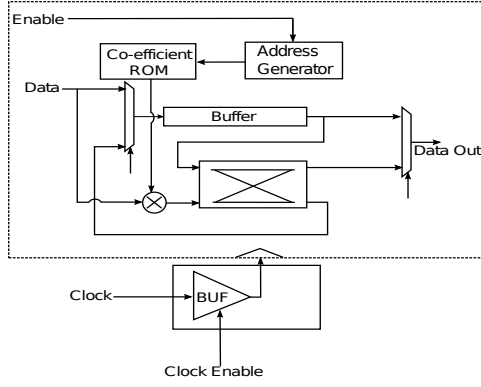 Enable
Co-efficient
ROM
Address
Generator
Data
Buffer
Data Out
Clock
BUF
Clock Enable